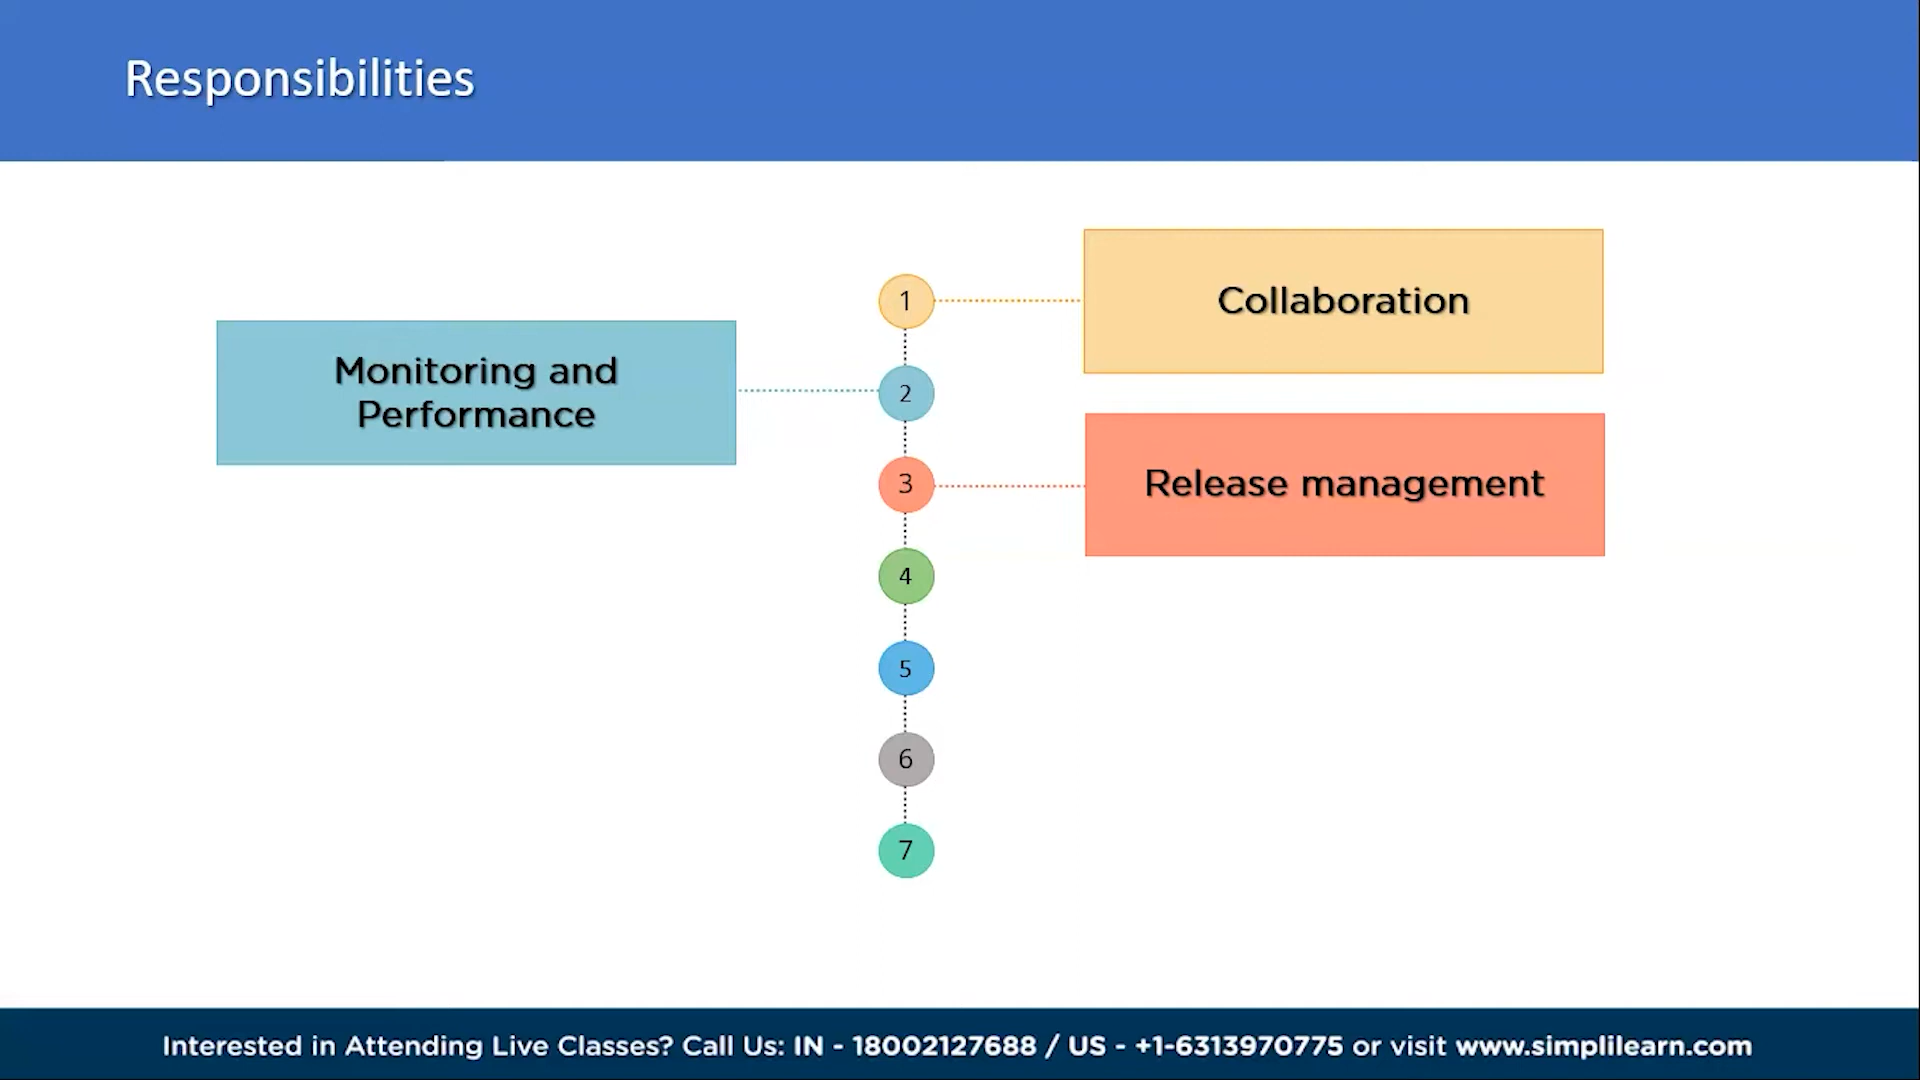 Responsibilities
1
Collaboration
Monitoring and
Performance
2
3
Release management
4
5
6
7
Interested in Attending Live Classes? Call Us: IN - 18002127688 / US - +1-6313970775 or visit www.simplilearn.com